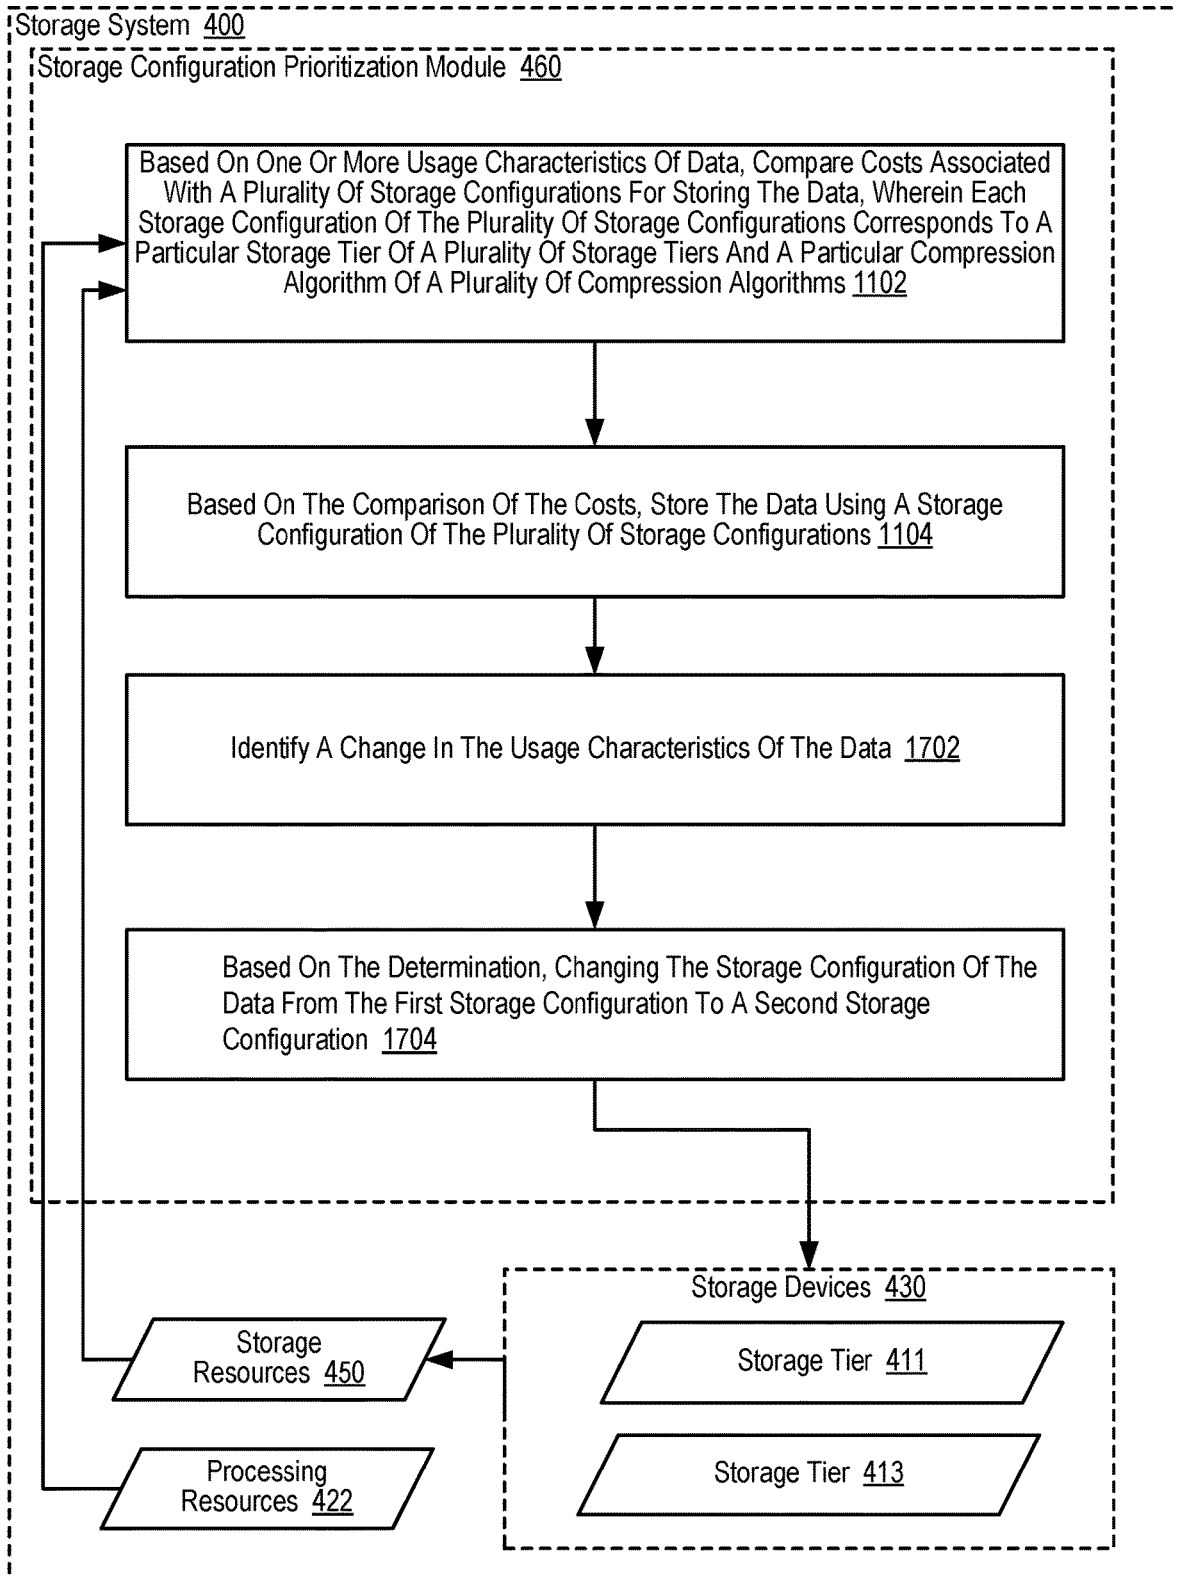 Storage System 400
Storage Configuration Prioritization Module 460
Based On One Or More Usage Characteristics Of Data, Compare Costs Associated
With A Plurality Of Storage Configurations For Storing The Data, Wherein Each
Storage Configuration Of The Plurality Of Storage Configurations Corresponds To A
Particular Storage Tier Of A Plurality Of Storage Tiers And A Particular Compression
Algorithm Of A Plurality Of Compression Algorithms 1102
Based On The Comparison Of The Costs, Store The Data Using A Storage
Configuration Of The Plurality Of Storage Configurations 1104
Identify A Change In The Usage Characteristics Of The Data 1702
Based On The Determination, Changing The Storage Configuration Of The
Data From The First Storage Configuration To A Second Storage
Configuration 1704
Storage Devices 430
Storage
Resources 450
Storage Tier 411
Processing
Resources 422
Storage Tier 413